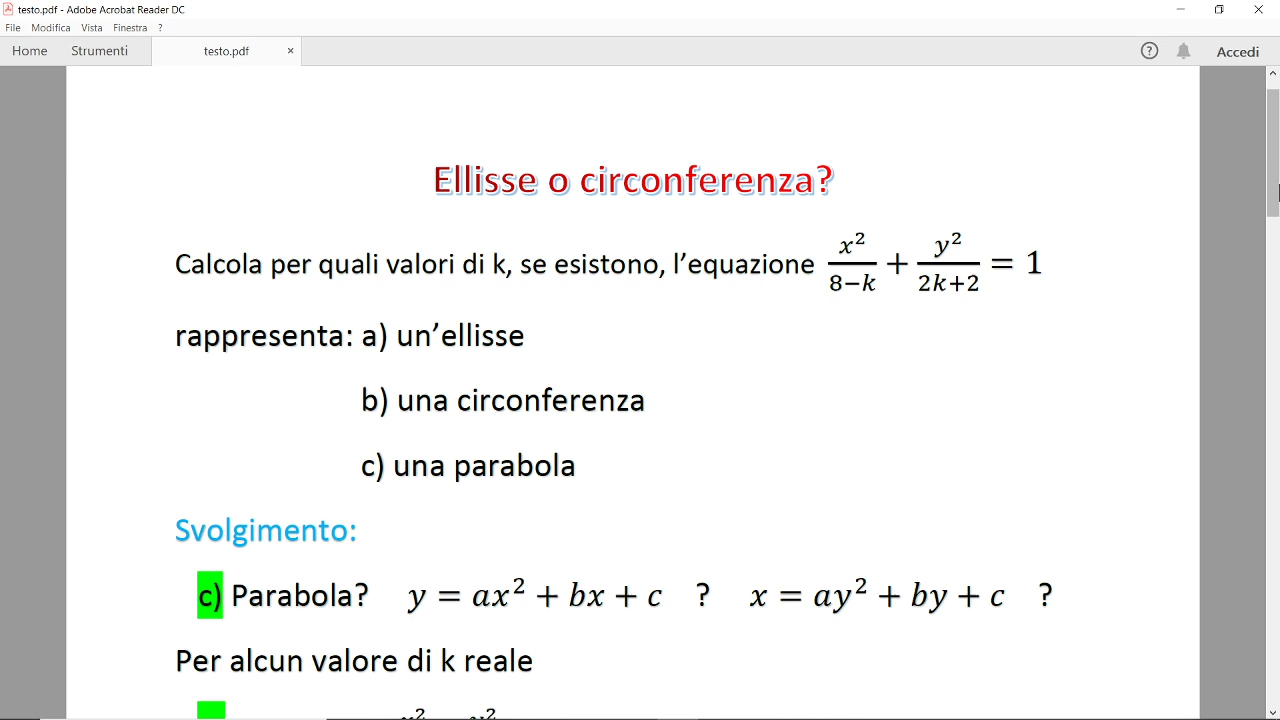 testo.pdf - Adobe Acrobat Reader DC
File Modifica Vista Finestra ?
Home Strumenti testo.pdf × ? Accedi
Ellisse o circonferenza?
Calcola per quali valori di k, se esistono, l’equazione x²/(8−k) + y²/(2k+2) = 1
rappresenta: a) un’ellisse
b) una circonferenza
c) una parabola
Svolgimento:
c) Parabola? y = ax² + bx + c ? x = ay² + by + c ?
Per alcun valore di k reale
x² y²